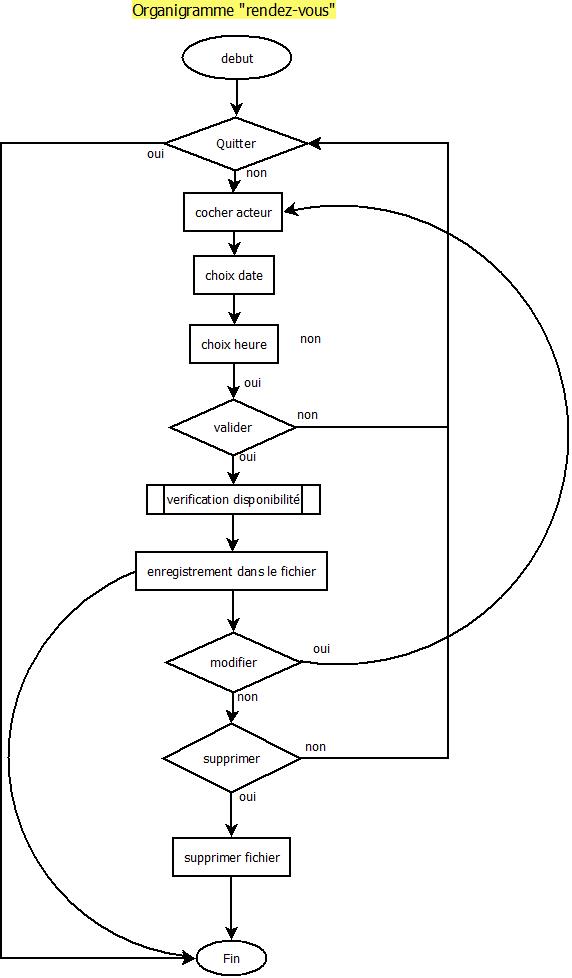 Organigramme "rendez-vous"
debut
Quitter
oui
non
cocher acteur
choix date
choix heure
non
oui
valider
non
oui
verification disponibilité
enregistrement dans le fichier
modifier
oui
non
supprimer
non
oui
supprimer fichier
Fin